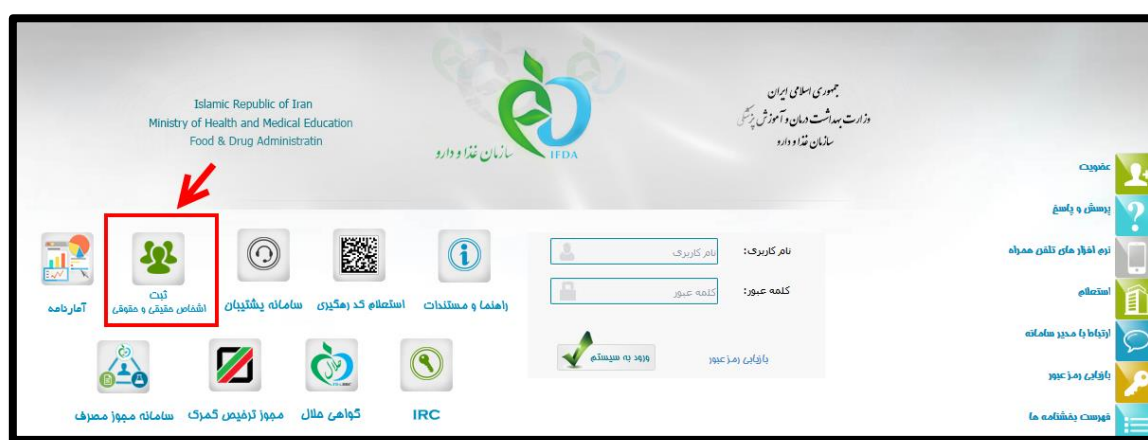 Islamic Republic of Iran
Ministry of Health and Medical Education
Food & Drug Administratin
سازمان غذا و دارو
IFDA
جمهوری اسلامی ایران
وزارت بهداشت درمان و آموزش پزشکی
سازمان غذا و دارو
عضویت
پرسش و پاسخ
نرم افزار های تلفن همراه
استعلام
ارتباط با مدیر سامانه
بازیابی رمز عبور
فهرست بخشنامه ها
نام کاربری:
نام کاربری
کلمه عبور:
کلمه عبور
بازیابی رمز عبور
ورود به سیستم
راهنما و مستندات
استعلام کد رهگیری
سامانه پشتیبان
ثبت
اشخاص حقیقی و حقوقی
آمارنامه
IRC
گواهی حلال
مجوز ترخیص گمرک
سامانه مجوز مصرف